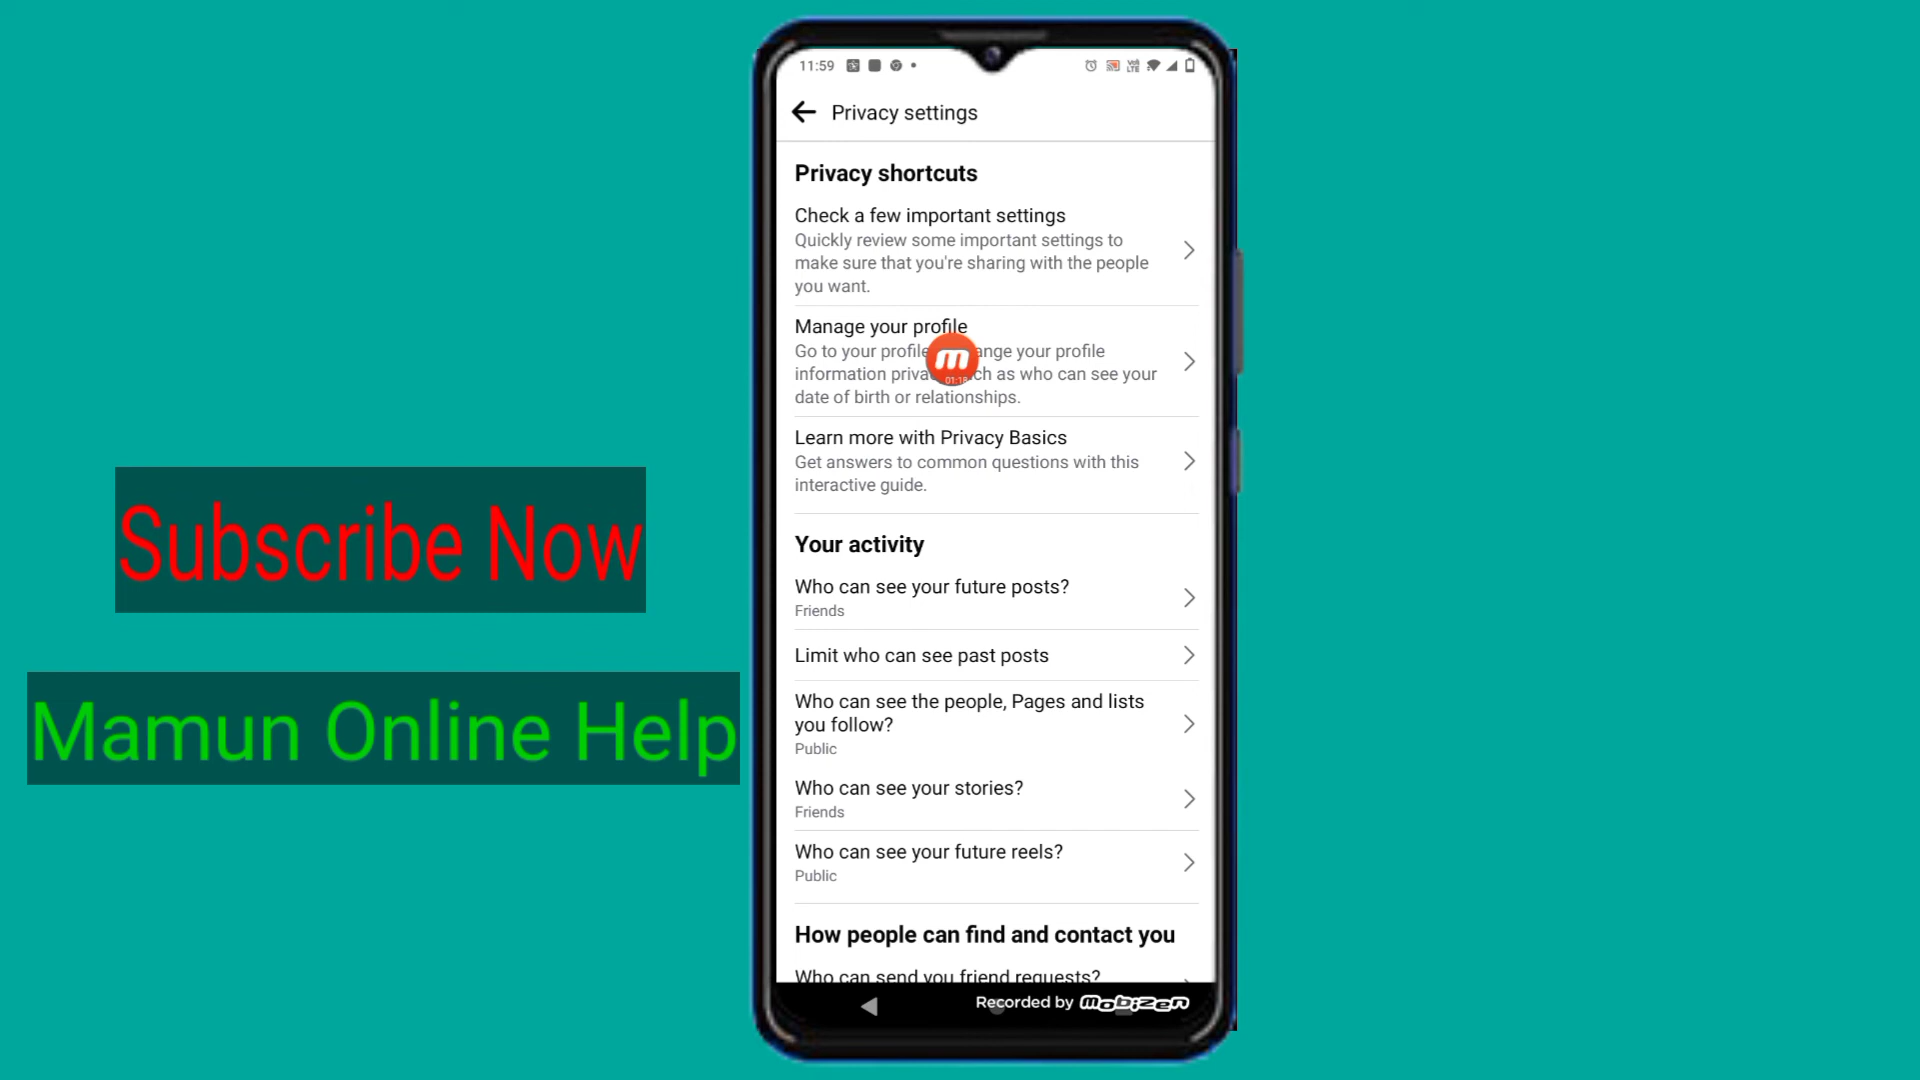 11:59
Privacy settings
Privacy shortcuts
Check a few important settings
Quickly review some important settings to
make sure that you're sharing with the people
you want.
Manage your profile
Go to your profile ange your profile
information priva ch as who can see your
date of birth or relationships.
m
01:18
Learn more with Privacy Basics
Get answers to common questions with this
interactive guide.
Your activity
Who can see your future posts?
Friends
Limit who can see past posts
Who can see the people, Pages and lists
you follow?
Public
Who can see your stories?
Friends
Who can see your future reels?
Public
How people can find and contact you
Who can send you friend requests?
Recorded by mobizen
Subscribe Now
Mamun Online Help